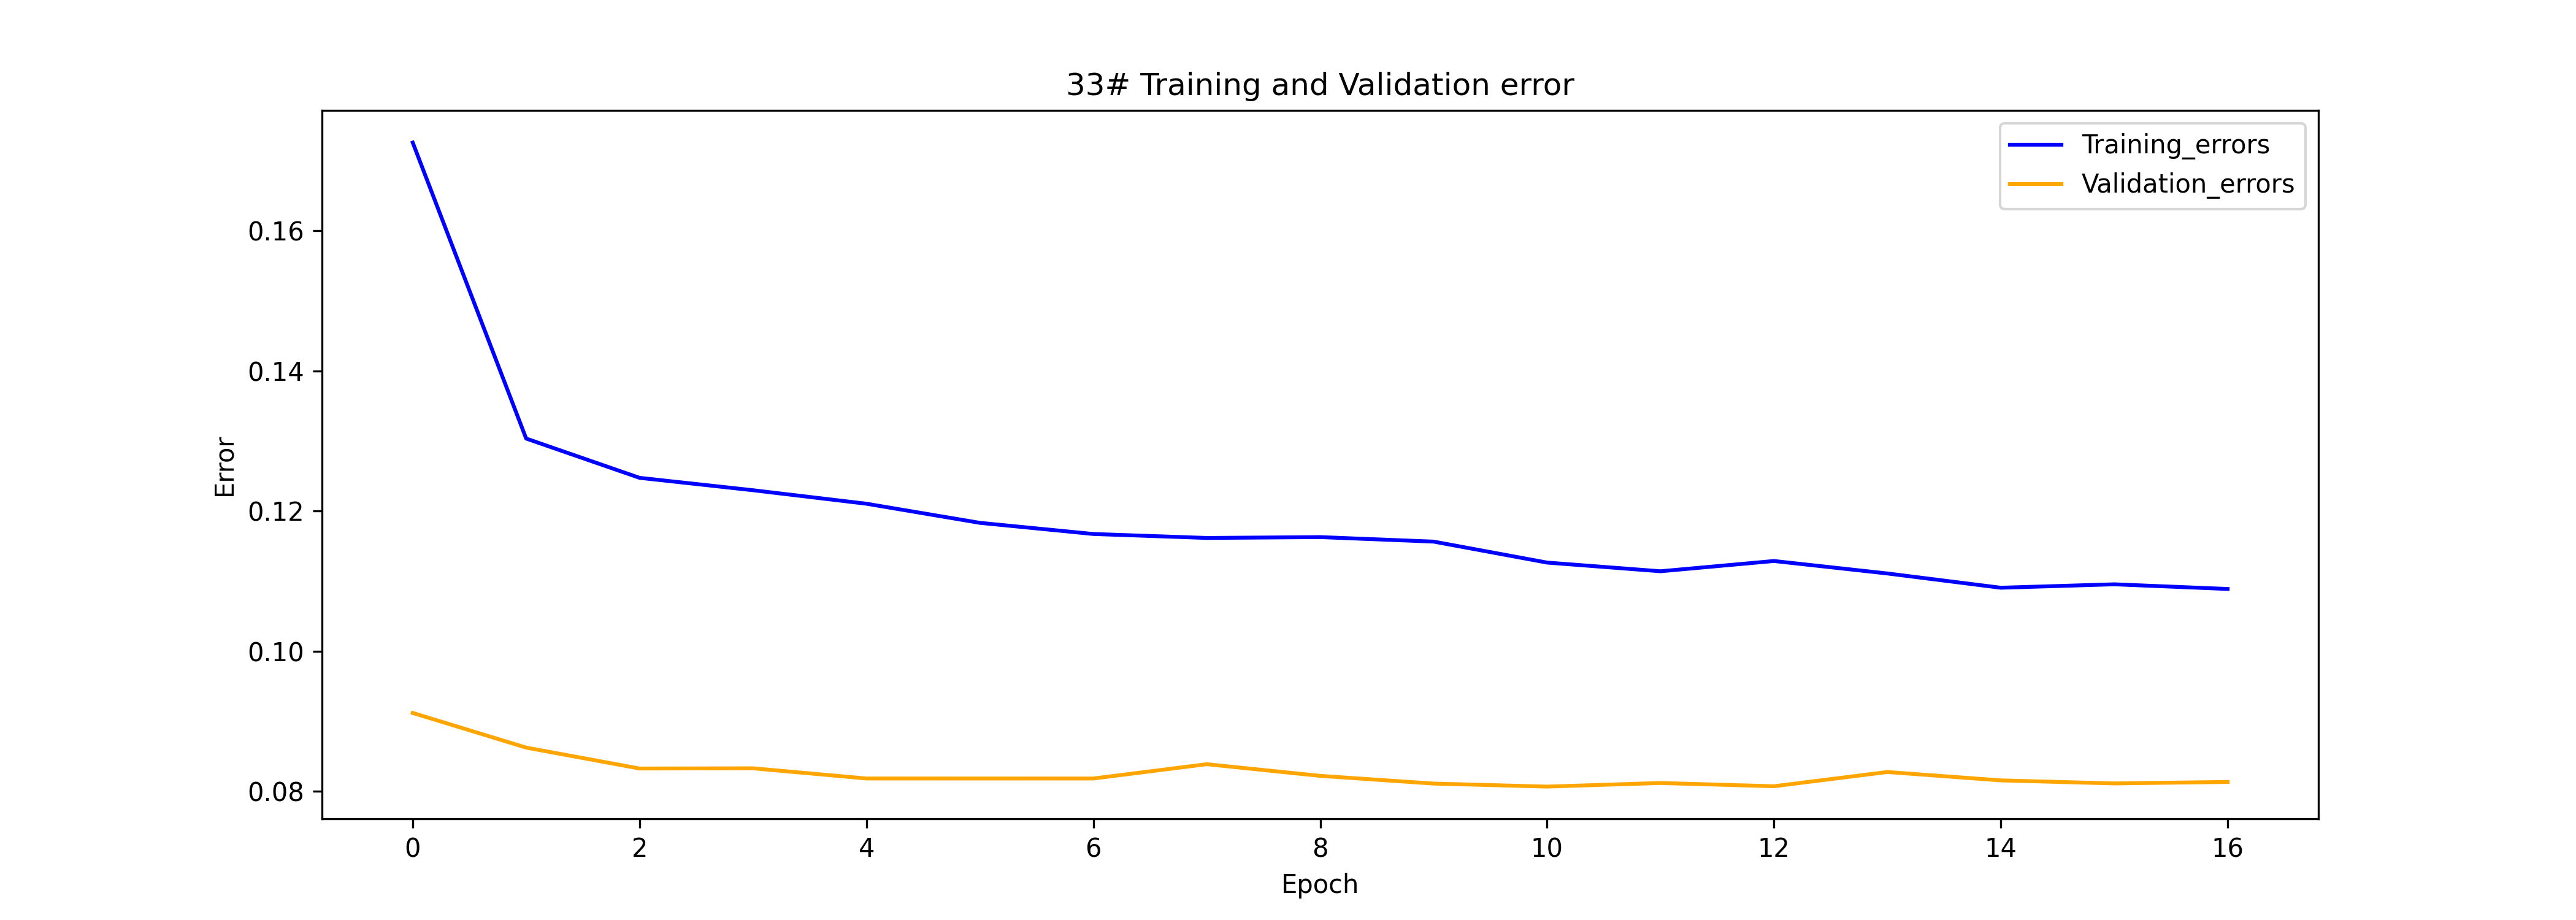 33# Training and Validation error
Training_errors
Validation_errors
0.16
0.14
0.12
0.10
0.08
Error
0 2 4 6 8 10 12 14 16
Epoch